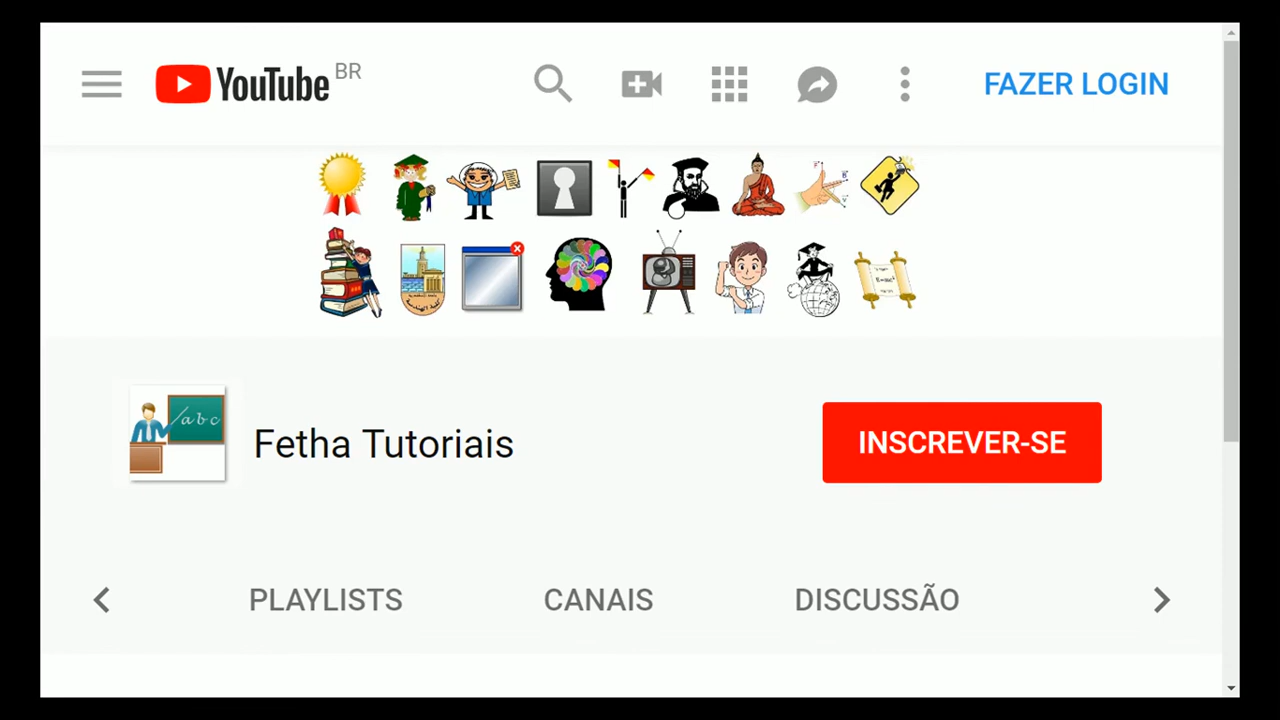 YouTube BR
FAZER LOGIN
abc
Fetha Tutoriais
INSCREVER-SE
PLAYLISTS CANAIS DISCUSSÃO